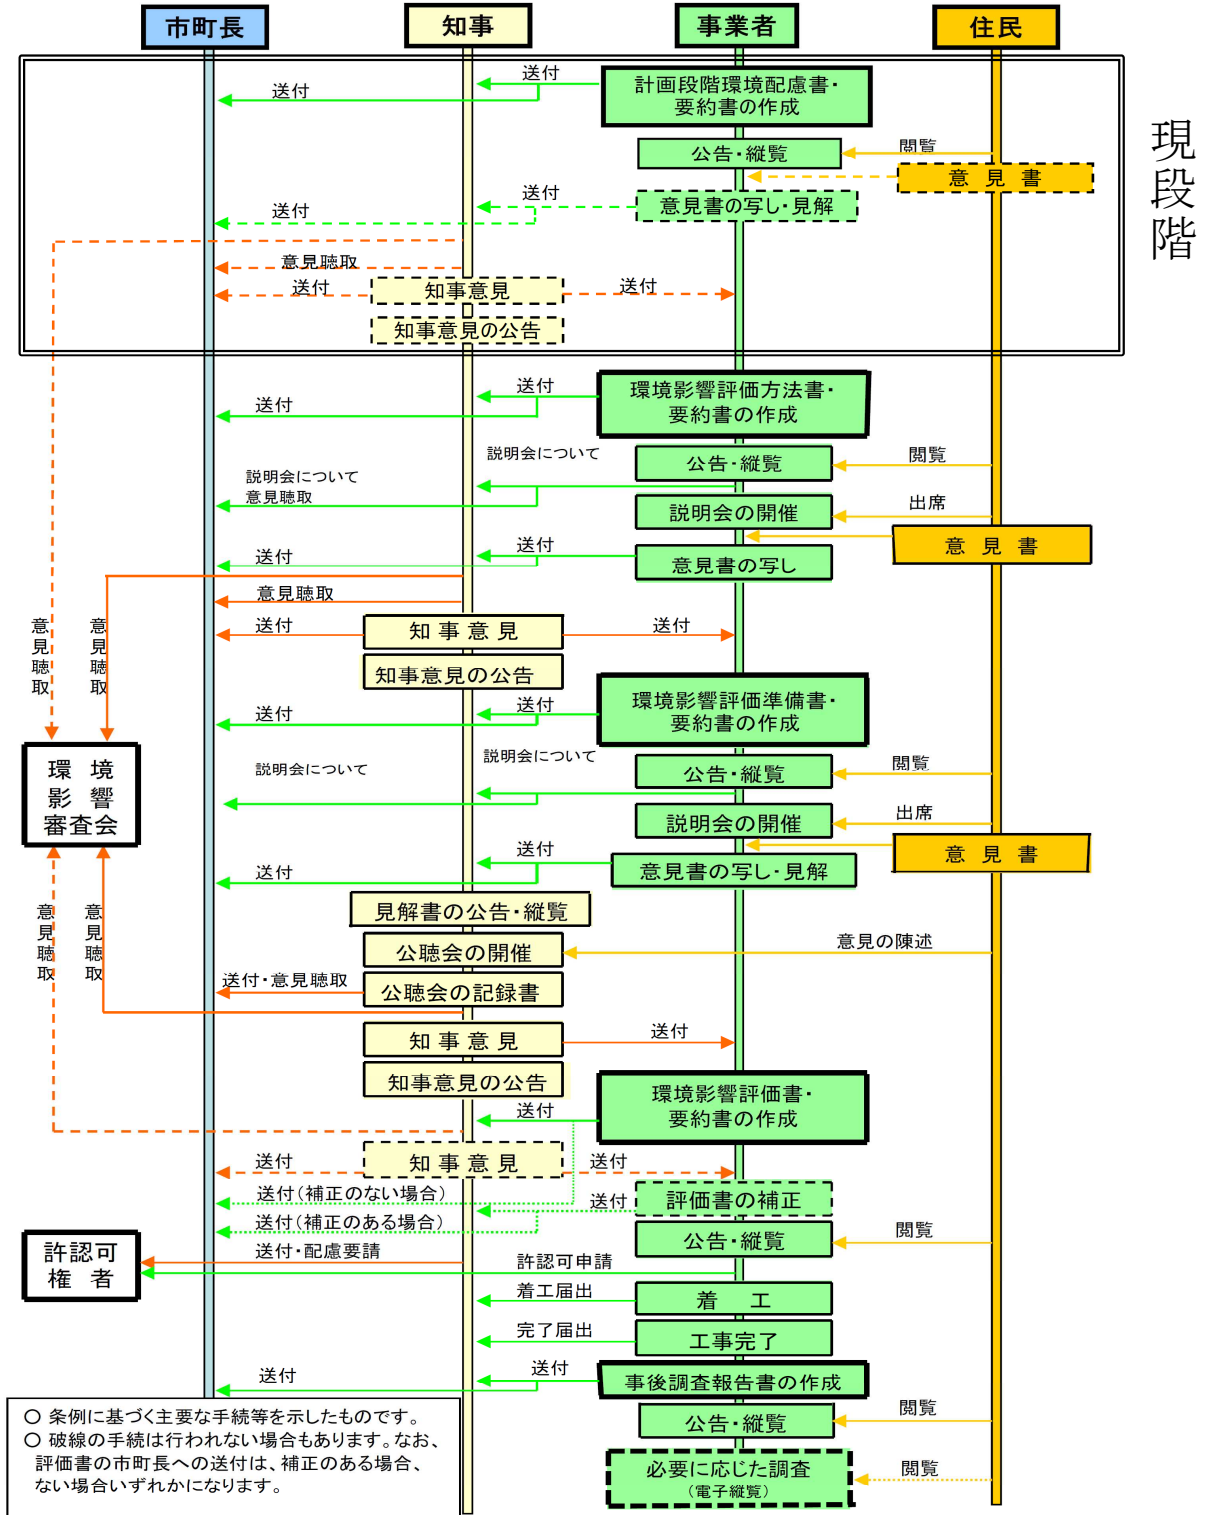 市町長
知事
事業者
住民
現段階
送付
送付
計画段階環境配慮書・
要約書の作成
公告・縦覧
閲覧
意見書
送付
送付
意見書の写し・見解
意見聴取
送付
知事意見
送付
知事意見の公告
送付
送付
環境影響評価方法書・
要約書の作成
説明会について
公告・縦覧
閲覧
説明会について
意見聴取
説明会の開催
出席
意見書
送付
送付
意見書の写し
意見聴取
意見聴取
意見聴取
送付
知事意見
送付
知事意見の公告
送付
送付
環境影響評価準備書・
要約書の作成
環境
影響
審査会
説明会について
説明会について
公告・縦覧
閲覧
説明会の開催
出席
意見書
送付
送付
意見書の写し・見解
見解書の公告・縦覧
意見聴取
意見聴取
公聴会の開催
意見の陳述
送付・意見聴取
公聴会の記録書
知事意見
送付
知事意見の公告
送付
環境影響評価書・
要約書の作成
送付
知事意見
送付
送付(補正のない場合)
送付
評価書の補正
送付(補正のある場合)
公告・縦覧
閲覧
許認可
権者
送付・配慮要請
許認可申請
着届出
着工
完了届出
工事完了
送付
送付
事後調査報告書の作成
公告・縦覧
閲覧
必要に応じた調査
(電子縦覧)
閲覧
○ 条例に基づく主要な手続等を示したものです。
○ 破線の手続は行われない場合もあります。なお、
評価書の市町長への送付は、補正のある場合、
ない場合いずれかになります。